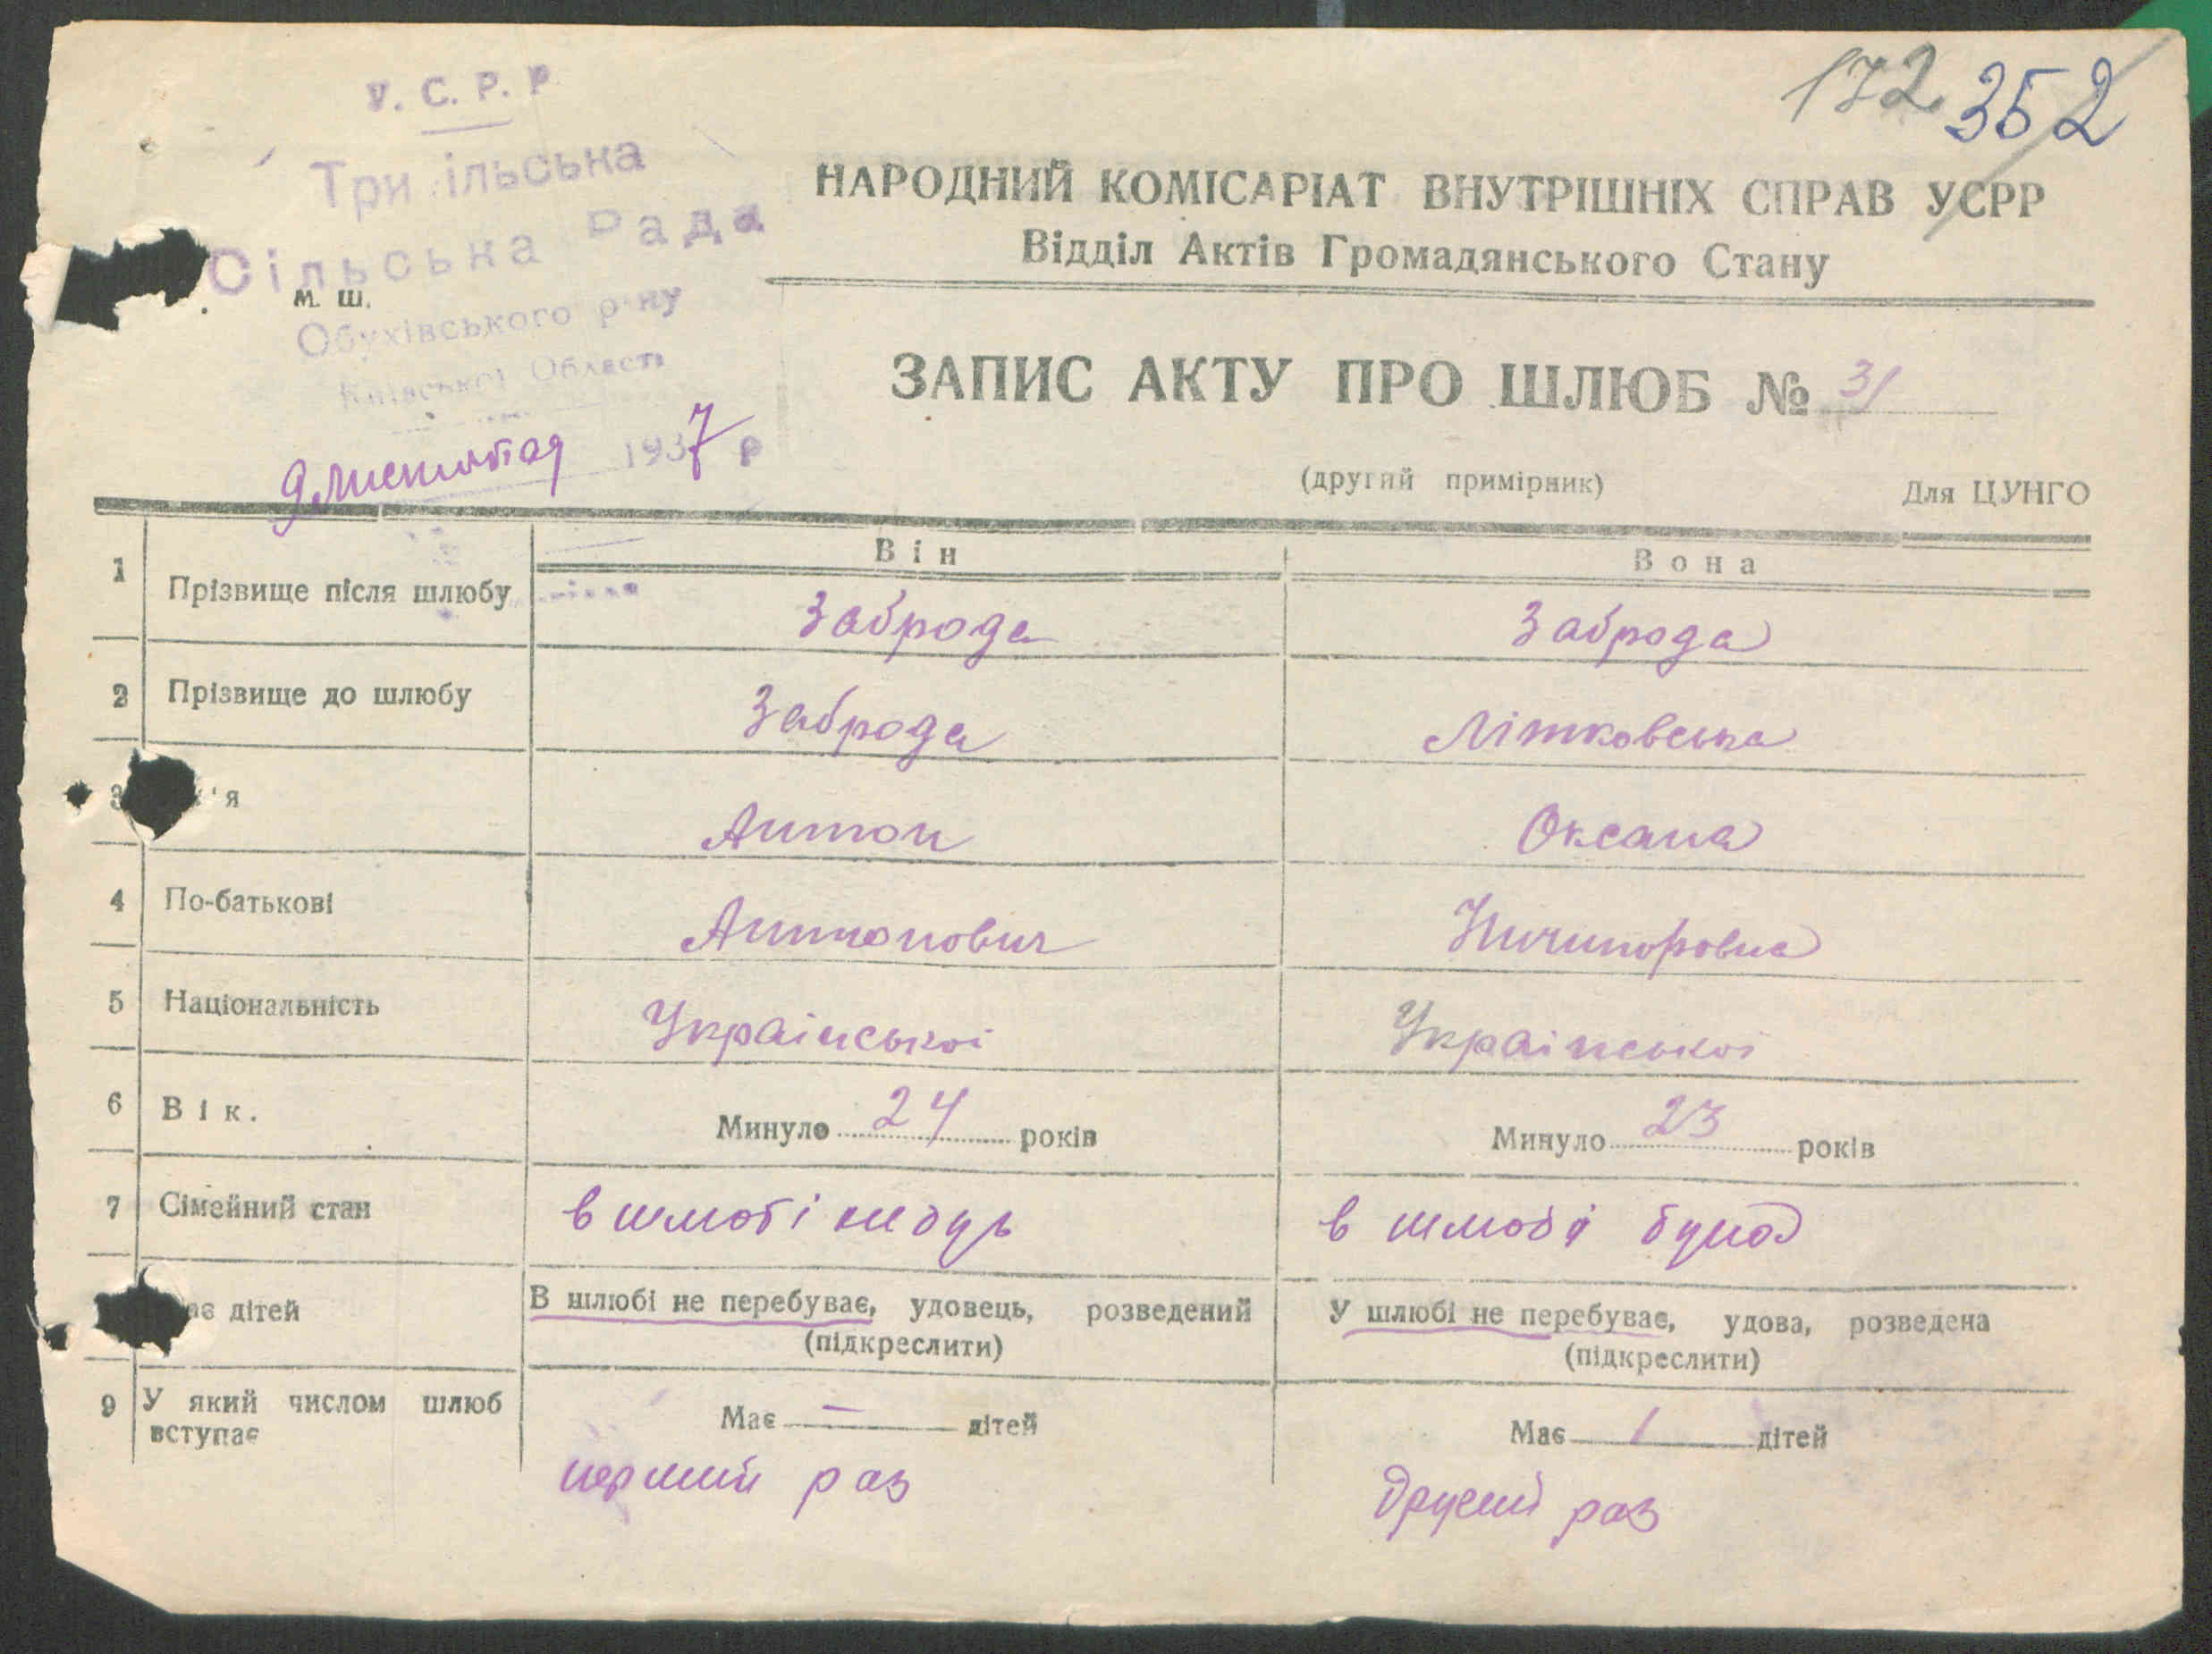 У. С. Р. Р.
172 352
Трипільська
Сільська Рада
м. ш.
Обухівського р-ну
Київської Області
9 листопад 1937 р
НАРОДНИЙ КОМІСАРІАТ ВНУТРІШНІХ СПРАВ УСРР
Відділ Актів Громадянського Стану
ЗАПИС АКТУ ПРО ШЛЮБ № 31
(другий примірник) Для ЦУНГО
Він Вона
1 Прізвище після шлюбу Заброда Заброда
2 Прізвище до шлюбу Заброда Літковська
3 'я Антон Оксана
4 По-батькові Антонович Ничипоровна
5 Національність Української Української
6 Вік. Минуло 24 років Минуло 23 років
7 Сімейний стан в шлюбі не був в шлюбі була
ає дітей В шлюбі не перебуває, удовець, розведений У шлюбі не перебуває, удова, розведена
(підкреслити) (підкреслити)
9 У який числом шлюб вступає Має — дітей Має 1 дітей
перший раз другий раз